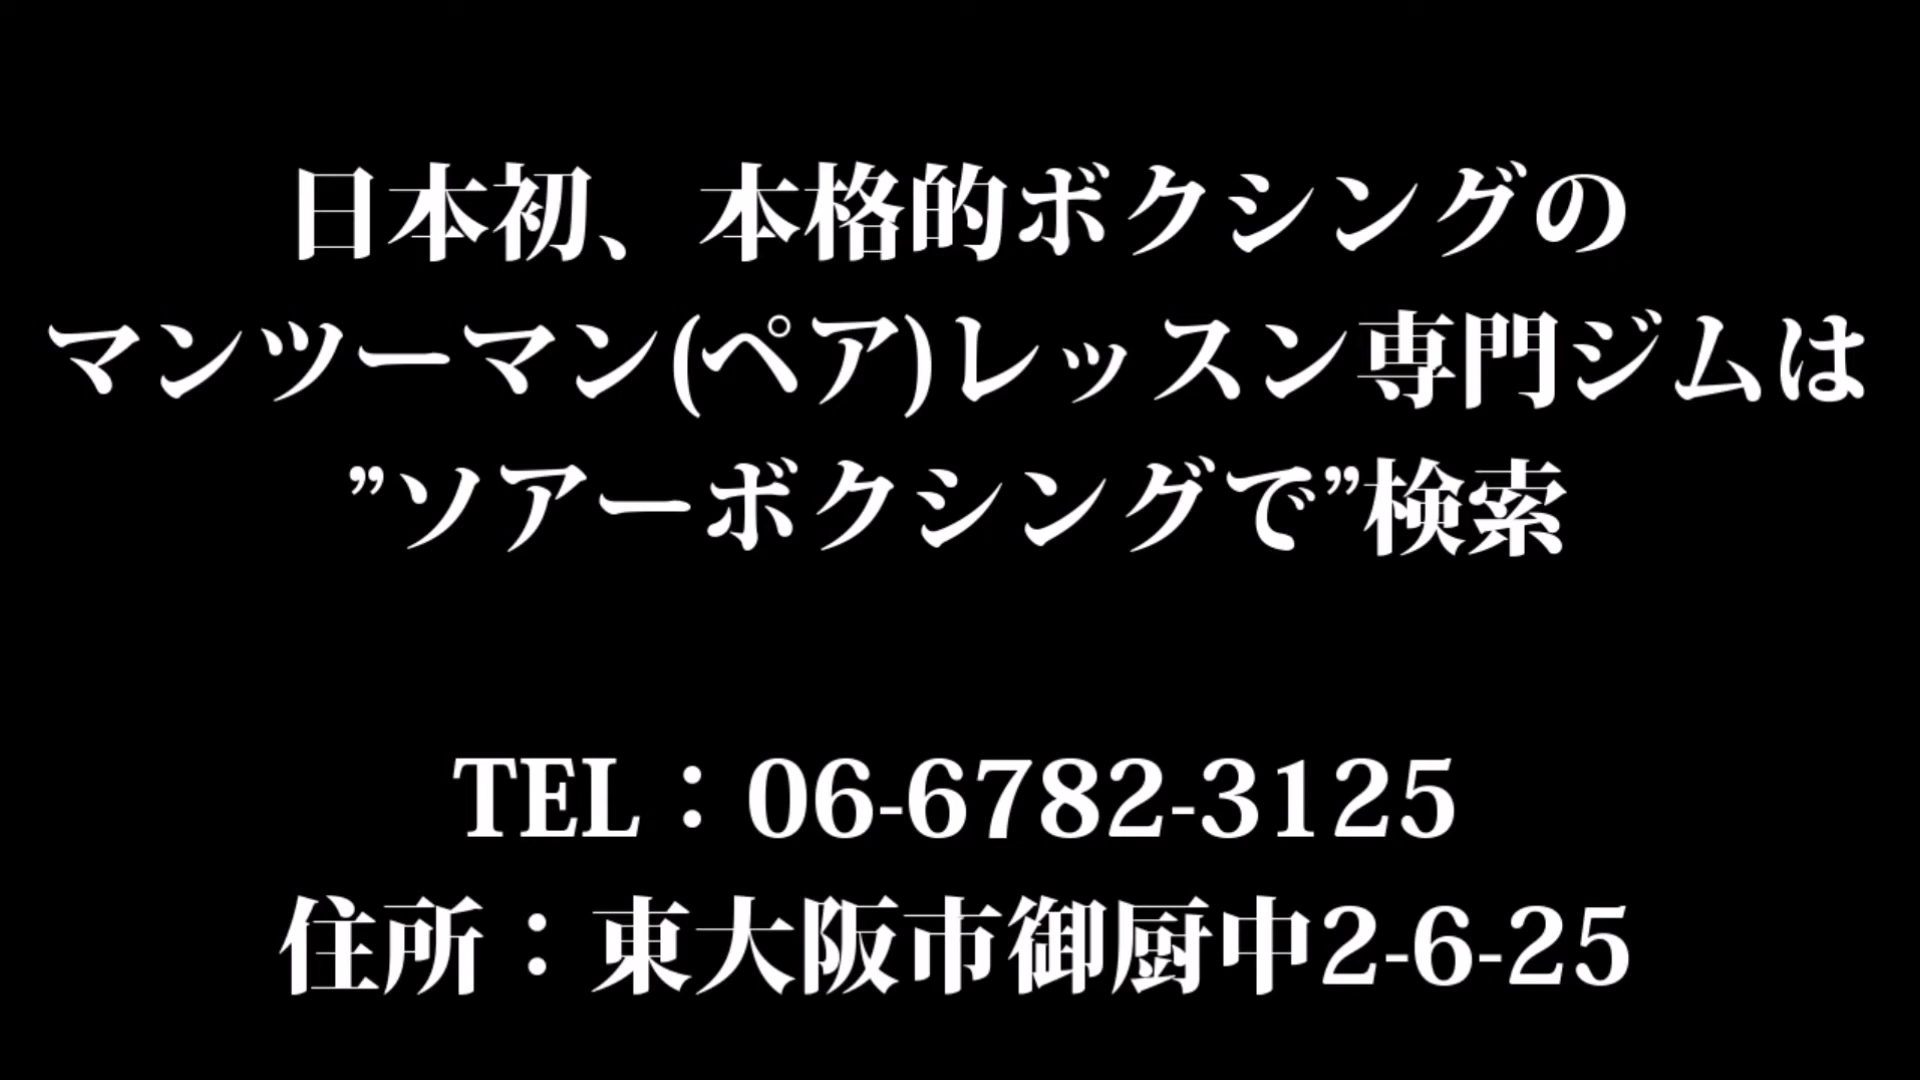 日本初、本格的ボクシングの
マンツーマン(ペア)レッスン専門ジムは
”ソアーボクシングで”検索
TEL：06-6782-3125
住所：東大阪市御厨中2-6-25